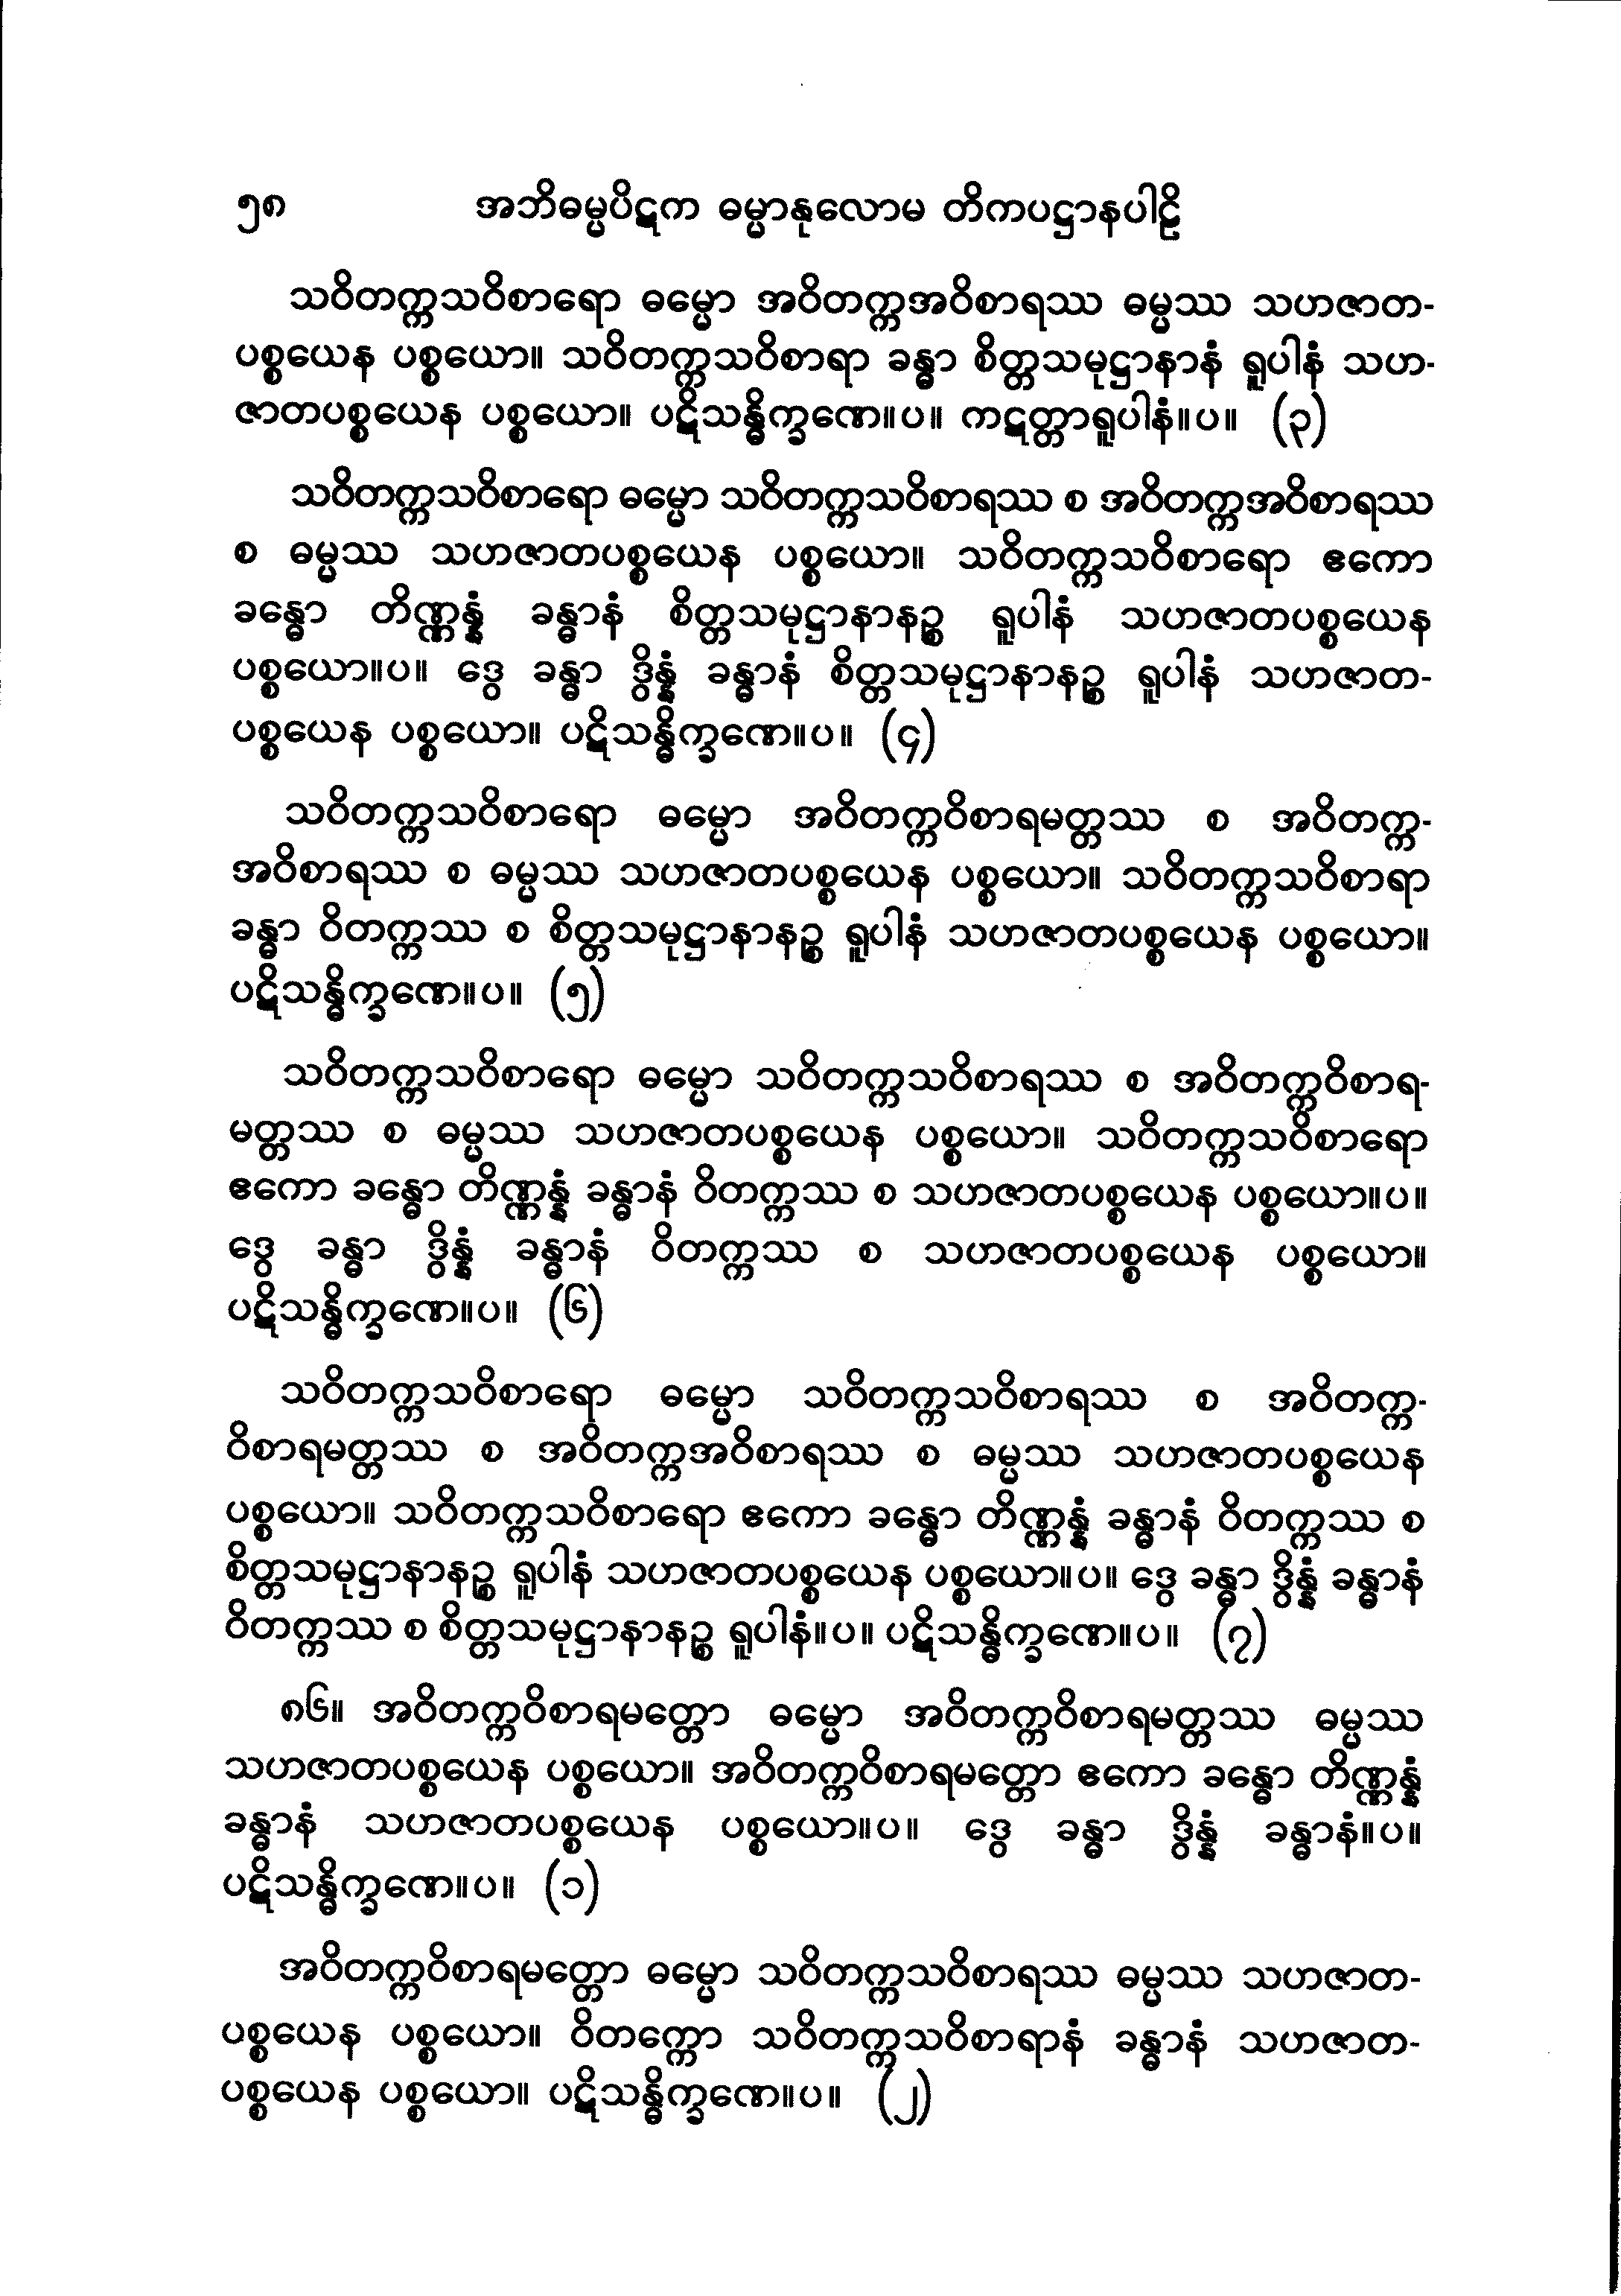 ၅၈ အဘိဓမ္မပိဋက ဓမ္မာနုလောမ တိကပဋ္ဌာနပါဠိ
သဝိတက္ကသဝိစာရော ဓမ္မော အဝိတက္ကအဝိစာရဿ ဓမ္မဿ သဟဇာတ-
ပစ္စယေန ပစ္စယော။ သဝိတက္ကသဝိစာရာ ခန္ဓာ စိတ္တသမုဋ္ဌာနာနံ ရူပါနံ သဟ-
ဇာတပစ္စယေန ပစ္စယော။ ပဋိသန္ဓိက္ခဏေ။ပ။ ကဋတ္တာရူပါနံ။ပ။ (၃)
သဝိတက္ကသဝိစာရော ဓမ္မော သဝိတက္ကသဝိစာရဿ စ အဝိတက္ကအဝိစာရဿ
စ ဓမ္မဿ သဟဇာတပစ္စယေန ပစ္စယော။ သဝိတက္ကသဝိစာရော ဧကော
ခန္ဓော တိဏ္ဏန္နံ ခန္ဓာနံ စိတ္တသမုဋ္ဌာနာနဉ္စ ရူပါနံ သဟဇာတပစ္စယေန
ပစ္စယော။ပ။ ဒွေ ခန္ဓာ ဒွိန္နံ ခန္ဓာနံ စိတ္တသမုဋ္ဌာနာနဉ္စ ရူပါနံ သဟဇာတ-
ပစ္စယေန ပစ္စယော။ ပဋိသန္ဓိက္ခဏေ။ပ။ (၄)
သဝိတက္ကသဝိစာရော ဓမ္မော အဝိတက္ကဝိစာရမတ္တဿ စ အဝိတက္က-
အဝိစာရဿ စ ဓမ္မဿ သဟဇာတပစ္စယေန ပစ္စယော။ သဝိတက္ကသဝိစာရာ
ခန္ဓာ ဝိတက္ကဿ စ စိတ္တသမုဋ္ဌာနာနဉ္စ ရူပါနံ သဟဇာတပစ္စယေန ပစ္စယော။
ပဋိသန္ဓိက္ခဏေ။ပ။ (၅)
သဝိတက္ကသဝိစာရော ဓမ္မော သဝိတက္ကသဝိစာရဿ စ အဝိတက္ကဝိစာရ-
မတ္တဿ စ ဓမ္မဿ သဟဇာတပစ္စယေန ပစ္စယော။ သဝိတက္ကသဝိစာရော
ဧကော ခန္ဓော တိဏ္ဏန္နံ ခန္ဓာနံ ဝိတက္ကဿ စ သဟဇာတပစ္စယေန ပစ္စယော။ပ။
ဒွေ ခန္ဓာ ဒွိန္နံ ခန္ဓာနံ ဝိတက္ကဿ စ သဟဇာတပစ္စယေန ပစ္စယော။
ပဋိသန္ဓိက္ခဏေ။ပ။ (၆)
သဝိတက္ကသဝိစာရော ဓမ္မော သဝိတက္ကသဝိစာရဿ စ အဝိတက္က-
ဝိစာရမတ္တဿ စ အဝိတက္ကအဝိစာရဿ စ ဓမ္မဿ သဟဇာတပစ္စယေန
ပစ္စယော။ သဝိတက္ကသဝိစာရော ဧကော ခန္ဓော တိဏ္ဏန္နံ ခန္ဓာနံ ဝိတက္ကဿ စ
စိတ္တသမုဋ္ဌာနာနဉ္စ ရူပါနံ သဟဇာတပစ္စယေန ပစ္စယော။ပ။ ဒွေ ခန္ဓာ ဒွိန္နံ ခန္ဓာနံ
ဝိတက္ကဿ စ စိတ္တသမုဋ္ဌာနာနဉ္စ ရူပါနံ။ပ။ ပဋိသန္ဓိက္ခဏေ။ပ။ (၇)
၈၆။ အဝိတက္ကဝိစာရမတ္တော ဓမ္မော အဝိတက္ကဝိစာရမတ္တဿ ဓမ္မဿ
သဟဇာတပစ္စယေန ပစ္စယော။ အဝိတက္ကဝိစာရမတ္တော ဧကော ခန္ဓော တိဏ္ဏန္နံ
ခန္ဓာနံ သဟဇာတပစ္စယေန ပစ္စယော။ပ။ ဒွေ ခန္ဓာ ဒွိန္နံ ခန္ဓာနံ။ပ။
ပဋိသန္ဓိက္ခဏေ။ပ။ (၁)
အဝိတက္ကဝိစာရမတ္တော ဓမ္မော သဝိတက္ကသဝိစာရဿ ဓမ္မဿ သဟဇာတ-
ပစ္စယေန ပစ္စယော။ ဝိတက္ကော သဝိတက္ကသဝိစာရာနံ ခန္ဓာနံ သဟဇာတ-
ပစ္စယေန ပစ္စယော။ ပဋိသန္ဓိက္ခဏေ။ပ။ (၂)